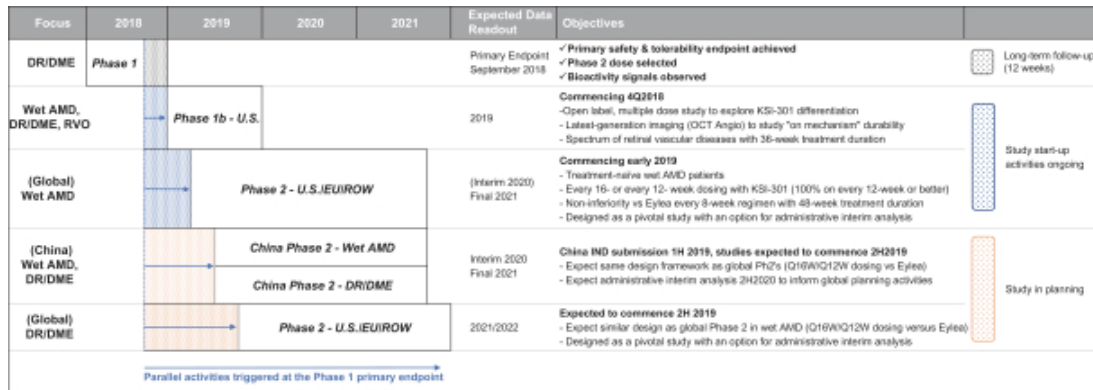 Focus 2018 2019 2020 2021 Expected Data Objectives
Readout
DR/DME Phase 1 Primary Endpoint
September 2018
✓Primary safety & tolerability endpoint achieved
✓Phase 2 dose selected
✓Bioactivity signals observed
Long-term follow-up
(12 weeks)
Wet AMD,
DR/DME, RVO
Phase 1b - U.S.
2019
Commencing 4Q2018
-Open label, multiple dose study to explore KSI-301 differentiation
- Latest-generation imaging (OCT Angio) to study "on mechanism" durability
- Spectrum of retinal vascular diseases with 36-week treatment duration
Study start-up
activities ongoing
(Global)
Wet AMD
Phase 2 - U.S./EU/ROW
(Interim 2020)
Final 2021
Commencing early 2019
- Treatment-naive wet AMD patients
- Every 16- or every 12- week dosing with KSI-301 (100% on every 12-week or better)
- Non-inferiority vs Eylea every 8-week regimen with 48-week treatment duration
- Designed as a pivotal study with an option for administrative interim analysis
(China)
Wet AMD,
DR/DME
China Phase 2 - Wet AMD
China Phase 2 - DR/DME
Interim 2020
Final 2021
China IND submission 1H 2019, studies expected to commence 2H2019
- Expect same design framework as global Ph2's (Q16W/Q12W dosing vs Eylea)
- Expect administrative interim analysis 2H2020 to inform global planning activities
Study in planning
(Global)
DR/DME
Phase 2 - U.S./EU/ROW
2021/2022
Expected to commence 2H 2019
- Expect similar design as global Phase 2 in wet AMD (Q16W/Q12W dosing versus Eylea)
- Designed as a pivotal study with an option for administrative interim analysis
Parallel activities triggered at the Phase 1 primary endpoint